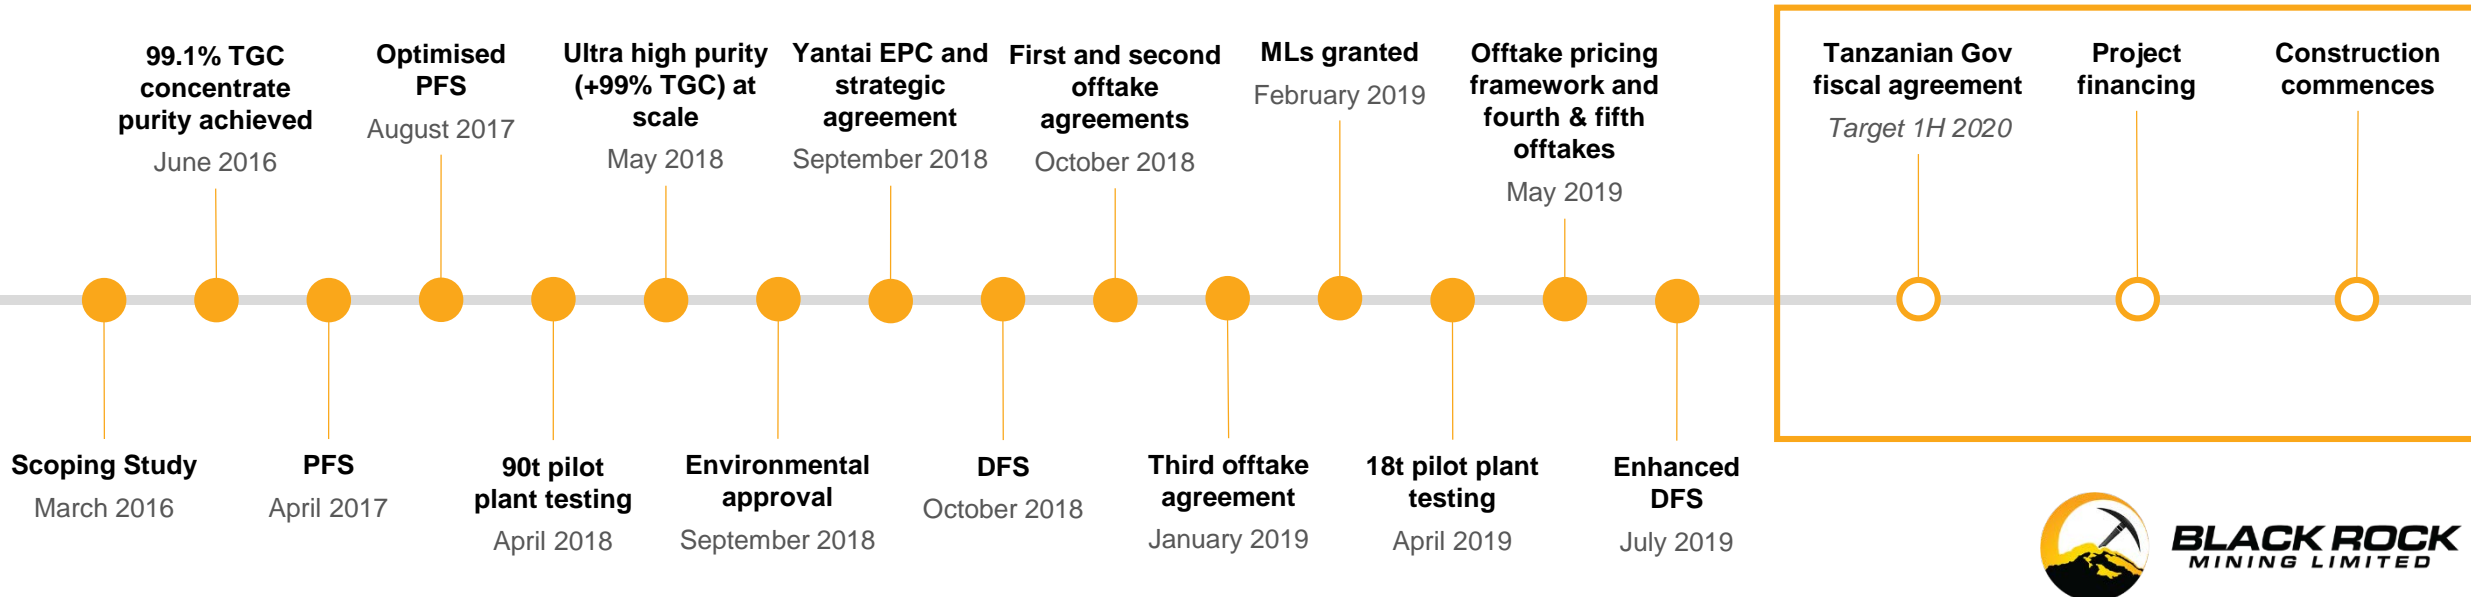 99.1% TGC
concentrate
purity achieved
June 2016
Optimised
PFS
August 2017
Ultra high purity
(+99% TGC) at
scale
May 2018
Yantai EPC and
strategic
agreement
September 2018
First and second
offtake
agreements
October 2018
MLs granted
February 2019
Offtake pricing
framework and
fourth & fifth
offtakes
May 2019
Tanzanian Gov
fiscal agreement
Target 1H 2020
Project
financing
Construction
commences
Scoping Study
March 2016
PFS
April 2017
90t pilot
plant testing
April 2018
Environmental
approval
September 2018
DFS
October 2018
Third offtake
agreement
January 2019
18t pilot plant
testing
April 2019
Enhanced
DFS
July 2019
BLACK ROCK
MINING LIMITED